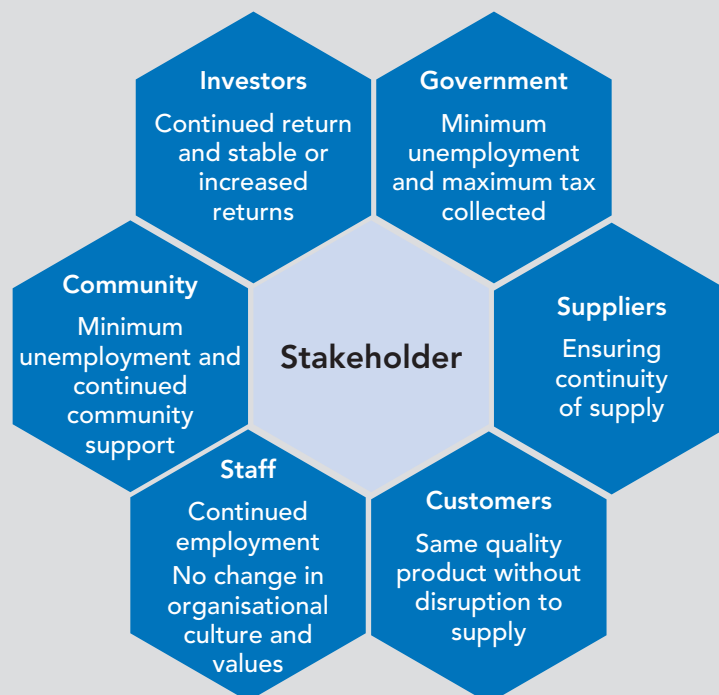 Investors
Continued return
and stable or
increased
returns
Government
Minimum
unemployment
and maximum tax
collected
Community
Minimum
unemployment and
continued
community
support
Stakeholder
Suppliers
Ensuring
continuity
of supply
Staff
Continued
employment
No change in
organisational
culture and
values
Customers
Same quality
product without
disruption to
supply